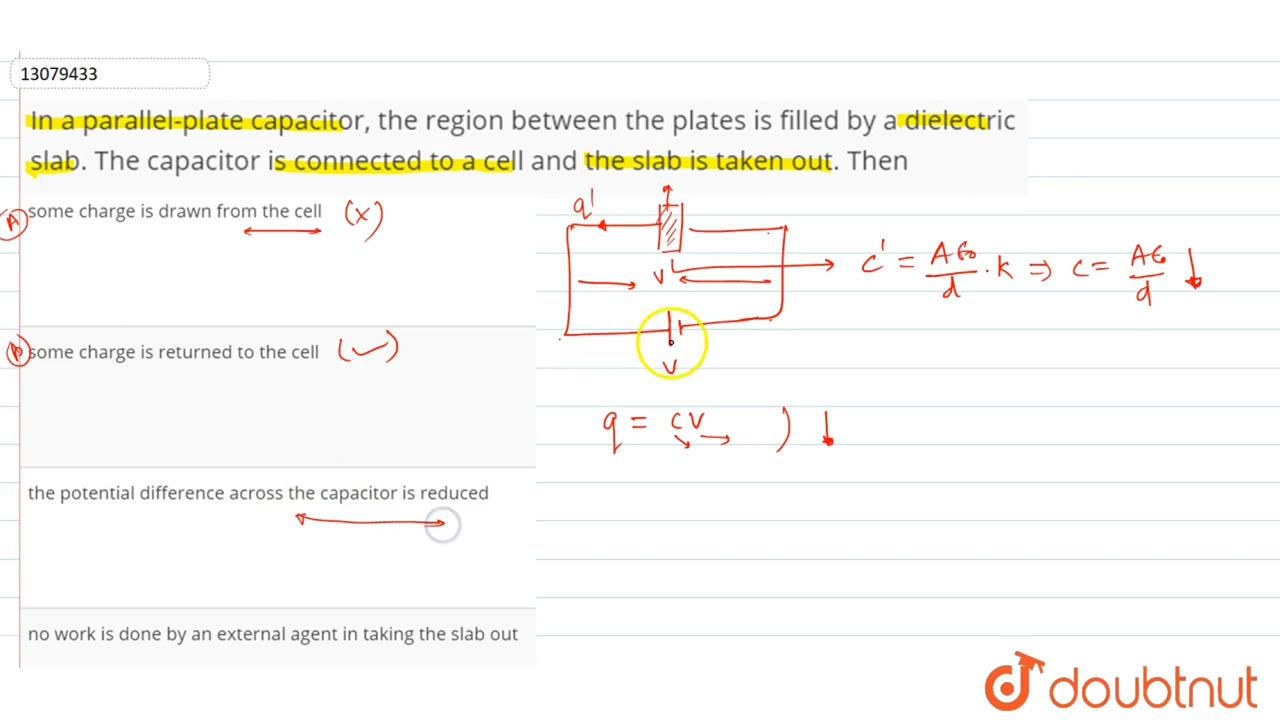 13079433
In a parallel-plate capacitor, the region between the plates is filled by a dielectric
slab. The capacitor is connected to a cell and the slab is taken out. Then
A some charge is drawn from the cell (x)
q'
V
C' = Aε₀/d . K ⇒ C = Aε₀/d ↓
B some charge is returned to the cell (✓)
V
q = CV ) ↓
the potential difference across the capacitor is reduced
no work is done by an external agent in taking the slab out
doubtnut